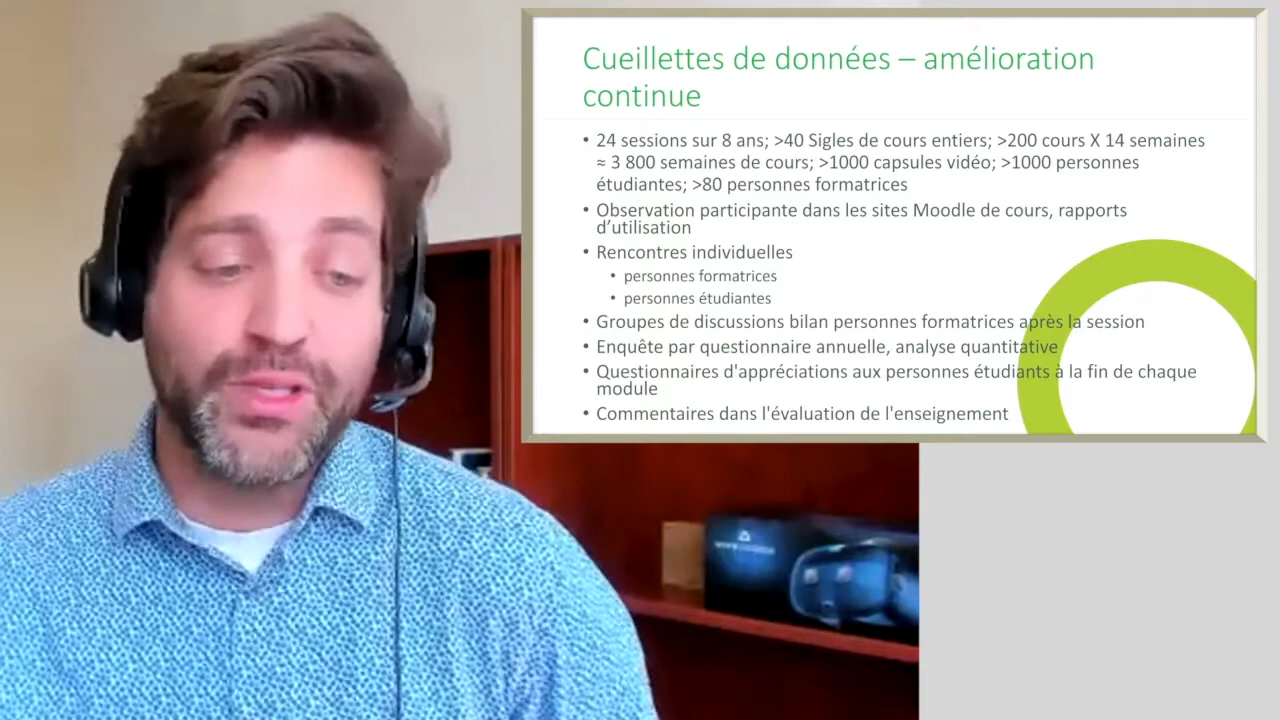 Cueillettes de données – amélioration
continue
• 24 sessions sur 8 ans; >40 Sigles de cours entiers; >200 cours X 14 semaines
≈ 3 800 semaines de cours; >1000 capsules vidéo; >1000 personnes
étudiantes; >80 personnes formatrices
• Observation participante dans les sites Moodle de cours, rapports
d'utilisation
• Rencontres individuelles
• personnes formatrices
• personnes étudiantes
• Groupes de discussions bilan personnes formatrices après la session
• Enquête par questionnaire annuelle, analyse quantitative
• Questionnaires d'appréciations aux personnes étudiants à la fin de chaque
module
• Commentaires dans l'évaluation de l'enseignement